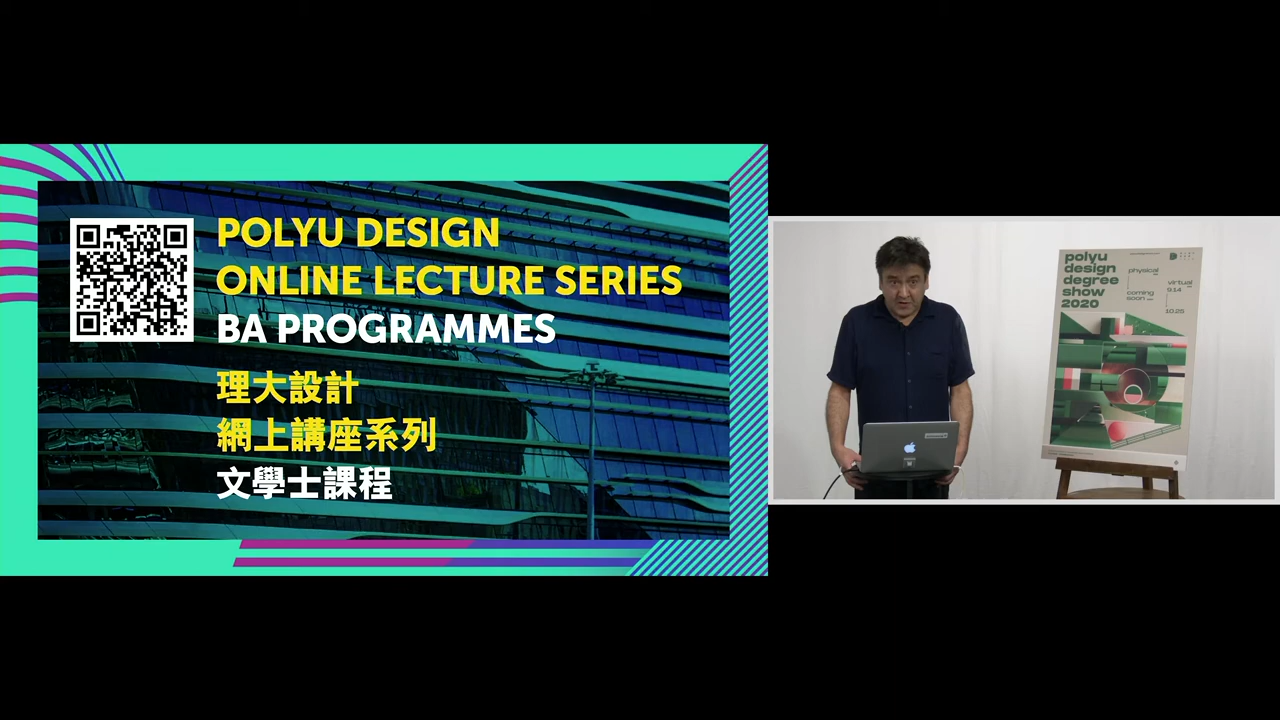 POLYU DESIGN
ONLINE LECTURE SERIES
BA PROGRAMMES
理大設計
網上講座系列
文學士課程
polyu
design
degree
show
2020
physical
coming
soon
virtual
9.14
10.25